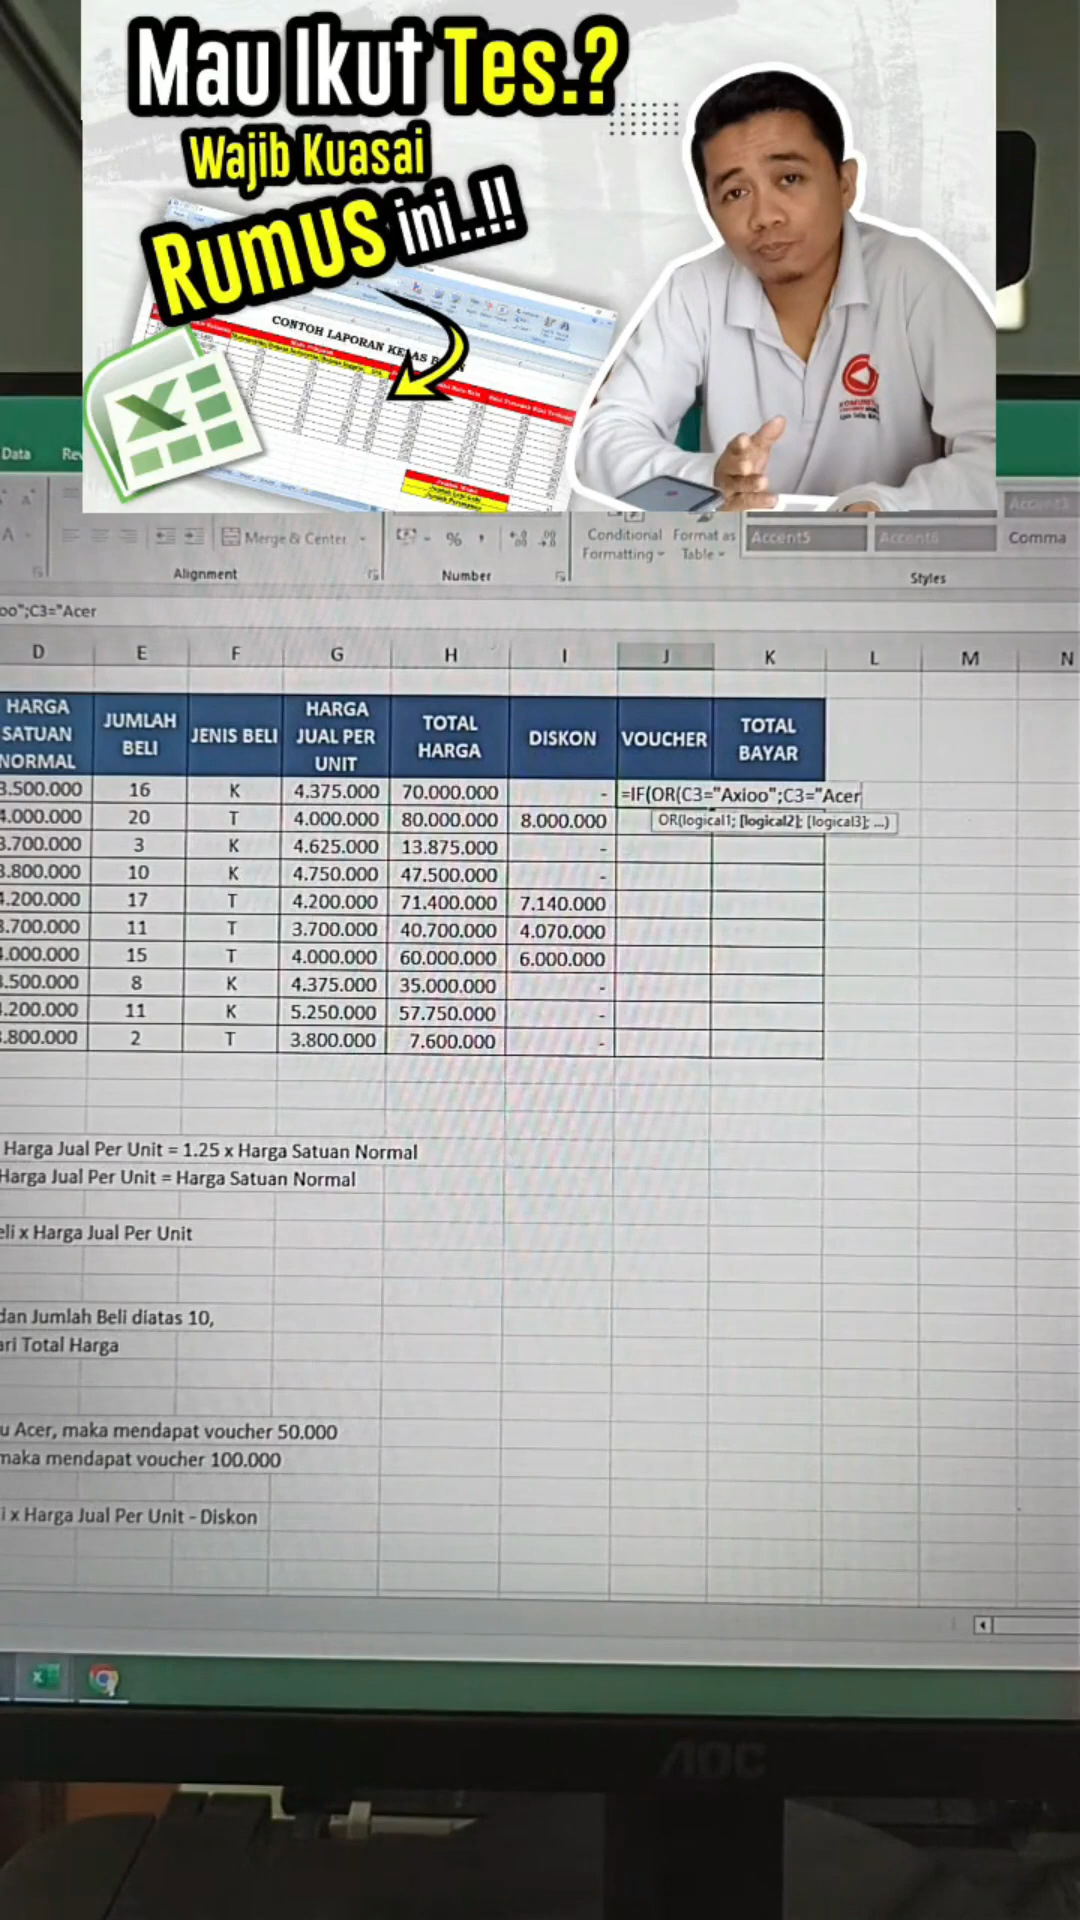 Mau Ikut Tes.?
Wajib Kuasai
Rumus ini..!!
CONTOH LAPORAN KELAS
Data
Accent5
Accent6
Comma
Merge & Center
%
Conditional
Formatting
Format as
Table
Alignment
Number
Styles
oo";C3="Acer
D E F G H I J K L M N
HARGA SATUAN NORMAL JUMLAH BELI JENIS BELI HARGA JUAL PER UNIT TOTAL HARGA DISKON VOUCHER TOTAL BAYAR
3.500.000 16 K 4.375.000 70.000.000 - =IF(OR(C3="Axioo";C3="Acer
OR(logical1; [logical2]; [logical3]; ...)
4.000.000 20 T 4.000.000 80.000.000 8.000.000
3.700.000 3 K 4.625.000 13.875.000 -
3.800.000 10 K 4.750.000 47.500.000 -
4.200.000 17 T 4.200.000 71.400.000 7.140.000
3.700.000 11 T 3.700.000 40.700.000 4.070.000
.000.000 15 T 4.000.000 60.000.000 6.000.000
.500.000 8 K 4.375.000 35.000.000 -
.200.000 11 K 5.250.000 57.750.000 -
.800.000 2 T 3.800.000 7.600.000 -
Harga Jual Per Unit = 1.25 x Harga Satuan Normal
Harga Jual Per Unit = Harga Satuan Normal
eli x Harga Jual Per Unit
dan Jumlah Beli diatas 10,
ari Total Harga
u Acer, maka mendapat voucher 50.000
maka mendapat voucher 100.000
i x Harga Jual Per Unit - Diskon
AOC